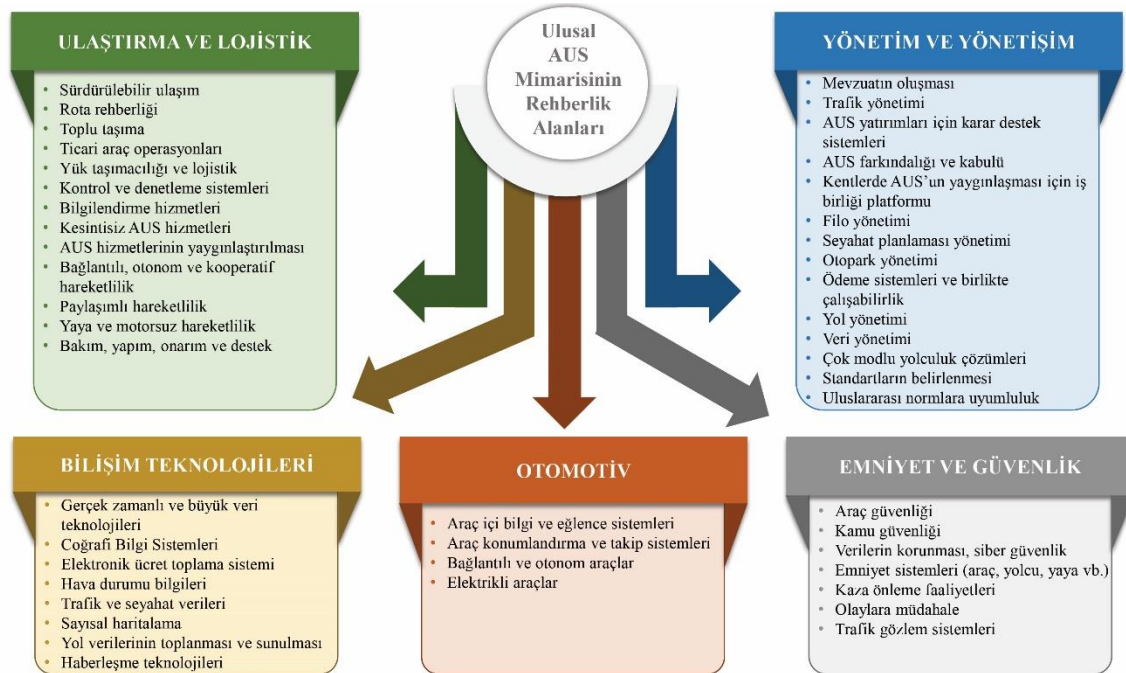 Ulusal
AUS
Mimarisinin
Rehberlik
Alanları
ULAŞTIRMA VE LOJİSTİK
• Sürdürülebilir ulaşım
• Rota rehberliği
• Toplu taşıma
• Ticari araç operasyonları
• Yük taşımacılığı ve lojistik
• Kontrol ve denetleme sistemleri
• Bilgilendirme hizmetleri
• Kesintisiz AUS hizmetleri
• AUS hizmetlerinin yaygınlaştırılması
• Bağlantılı, otonom ve kooperatif
hareketlilik
• Paylaşımlı hareketlilik
• Yaya ve motorsuz hareketlilik
• Bakım, yapım, onarım ve destek
YÖNETİM VE YÖNETİŞİM
• Mevzuatın oluşması
• Trafik yönetimi
• AUS yatırımları için karar destek
sistemleri
• AUS farkındalığı ve kabulü
• Kentlerde AUS’un yaygınlaşması için iş
birliği platformu
• Filo yönetimi
• Seyahat planlaması yönetimi
• Otopark yönetimi
• Ödeme sistemleri ve birlikte
çalışabilirlik
• Yol yönetimi
• Veri yönetimi
• Çok modlu yolculuk çözümleri
• Standartların belirlenmesi
• Uluslararası normlara uyumluluk
BİLİŞİM TEKNOLOJİLERİ
• Gerçek zamanlı ve büyük veri
teknolojileri
• Coğrafi Bilgi Sistemleri
• Elektronik ücret toplama sistemi
• Hava durumu bilgileri
• Trafik ve seyahat verileri
• Sayısal haritalama
• Yol verilerinin toplanması ve sunulması
• Haberleşme teknolojileri
OTOMOTİV
• Araç içi bilgi ve eğlence sistemleri
• Araç konumlandırma ve takip sistemleri
• Bağlantılı ve otonom araçlar
• Elektrikli araçlar
EMNİYET VE GÜVENLİK
• Araç güvenliği
• Kamu güvenliği
• Verilerin korunması, siber güvenlik
• Emniyet sistemleri (araç, yolcu, yaya vb.)
• Kaza önleme faaliyetleri
• Olaylara müdahale
• Trafik gözlem sistemleri